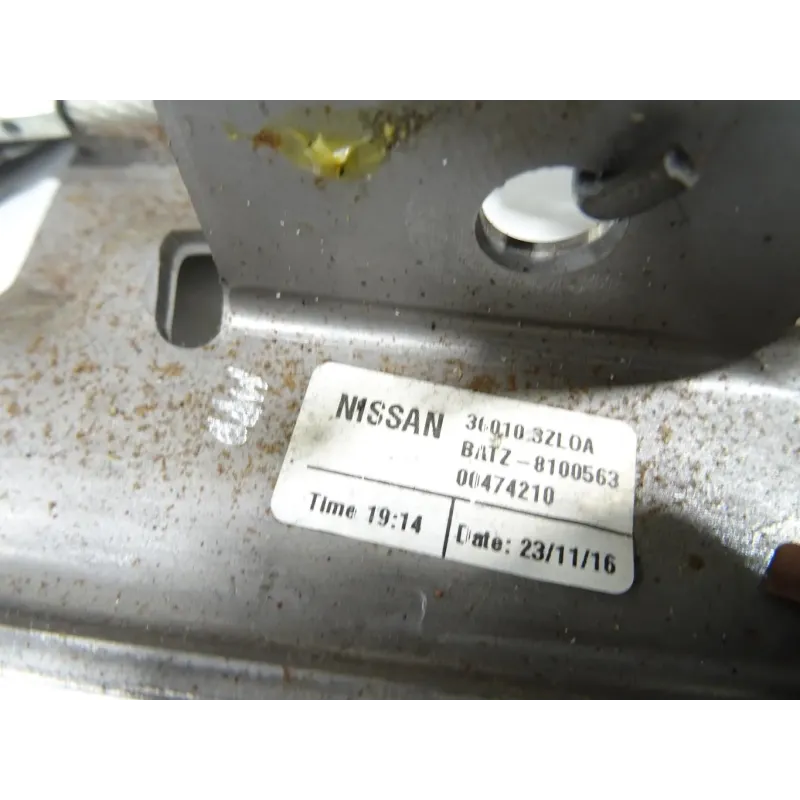 NISSAN 36010 3ZL0A
BATZ-8100563
00474210
Time 19:14 Date: 23/11/16